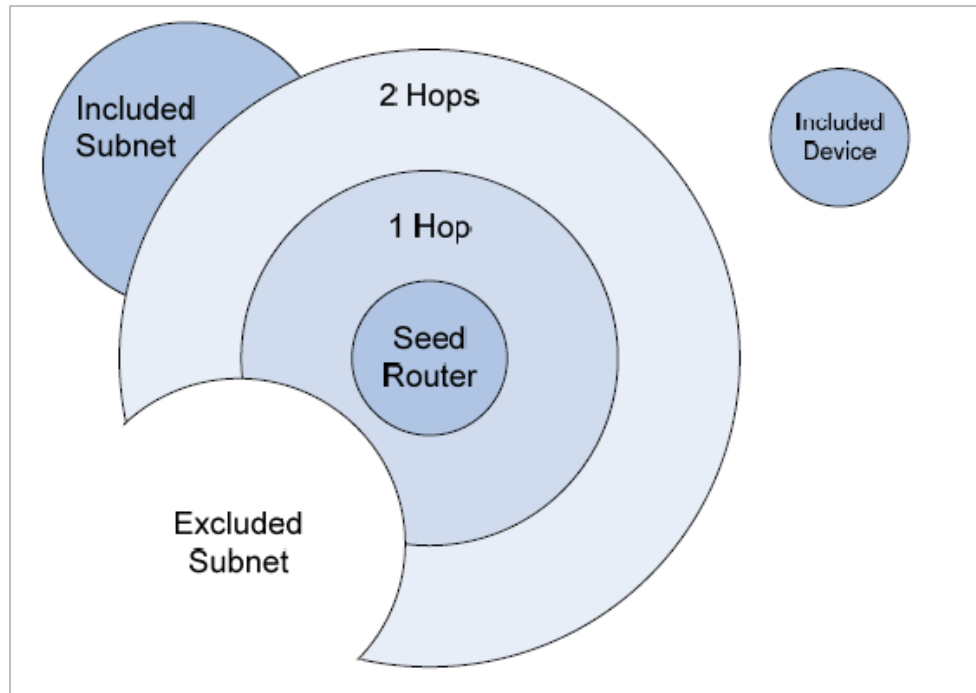 Included
Subnet
2 Hops
Included
Device
1 Hop
Seed
Router
Excluded
Subnet